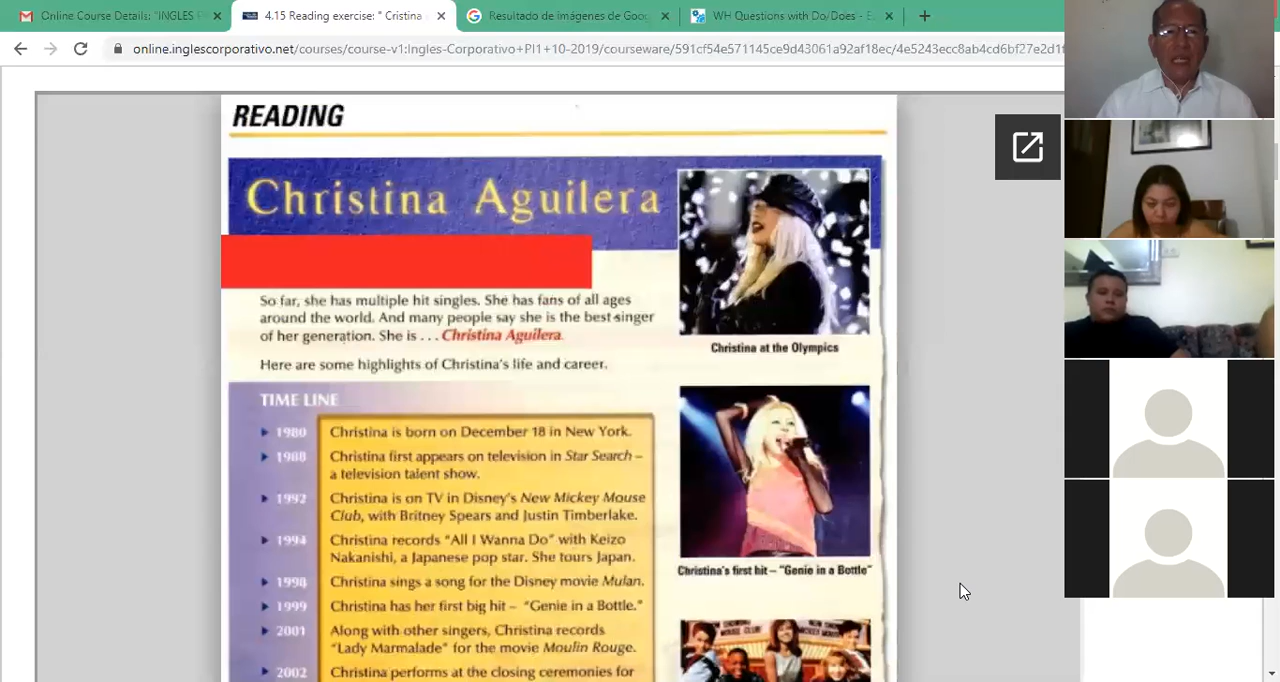 Online Course Details: "INGLES P
4.15 Reading exercise: " Cristina
Resultado de imágenes de Goog
WH Questions with Do/Does - E
online.inglescorporativo.net/courses/course-v1:Ingles-Corporativo+PI1+10-2019/courseware/591cf54e571145ce9d43061a92af18ec/4e5243ecc8ab4cd6bf27e2d1f
READING
Christina Aguilera
So far, she has multiple hit singles. She has fans of all ages
around the world. And many people say she is the best singer
of her generation. She is . . . Christina Aguilera.
Here are some highlights of Christina's life and career.
Christina at the Olympics
TIME LINE
1980 Christina is born on December 18 in New York.
1988 Christina first appears on television in Star Search –
a television talent show.
1992 Christina is on TV in Disney's New Mickey Mouse
Club, with Britney Spears and Justin Timberlake.
1994 Christina records "All I Wanna Do" with Keizo
Nakanishi, a Japanese pop star. She tours Japan.
1998 Christina sings a song for the Disney movie Mulan.
1999 Christina has her first big hit – "Genie in a Bottle."
2001 Along with other singers, Christina records
"Lady Marmalade" for the movie Moulin Rouge.
2002 Christina performs at the closing ceremonies for
Christina's first hit – "Genie in a Bottle"